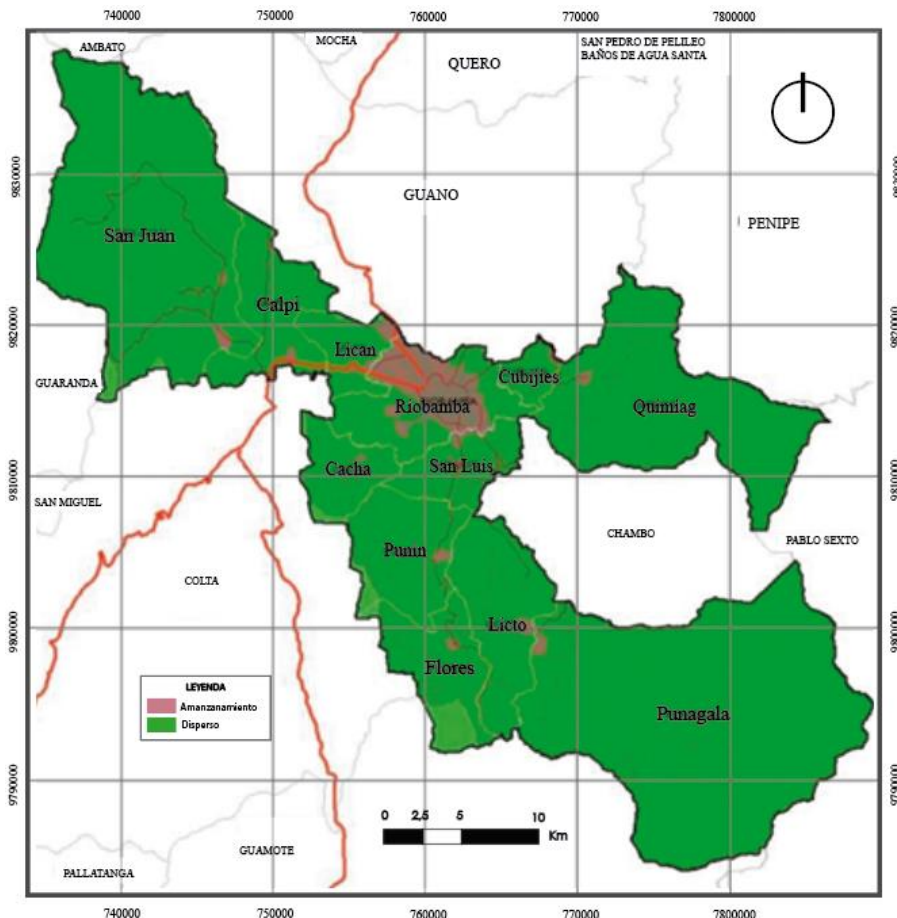 740000 750000 760000 7770000 7800000
AMBATO
MOCHA
SAN PEDRO DE PELILEO
BAÑOS DE AGUA SANTA
QUERO
9830000
GUANO
PENIPE
San Juan
Calpi
9820000 9820000
Lican
GUARANDA
Cubijies
Riobamba
Quimiag
Cacha
San Luis
9810000 9810000
SAN MIGUEL
CHAMBO
PABLO SEXTO
Punin
COLTA
Licto
9800000 9800000
Flores
LEYENDA
Amanzanamiento
Disperso
Punagala
9790000 9790000
0 2,5 5 10
Km
GUAMOTE
PALLATANGA
740000 750000 760000 7770000 7800000